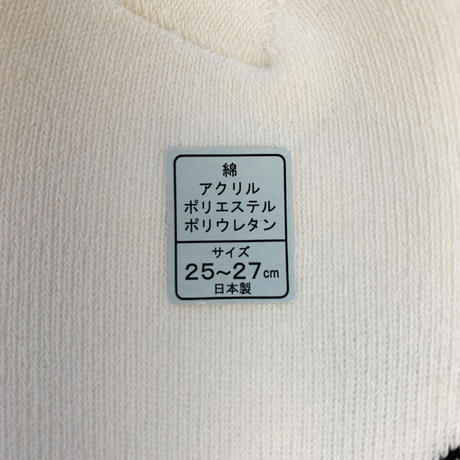 綿
アクリル
ポリエステル
ポリウレタン
サイズ
25〜27cm
日本製